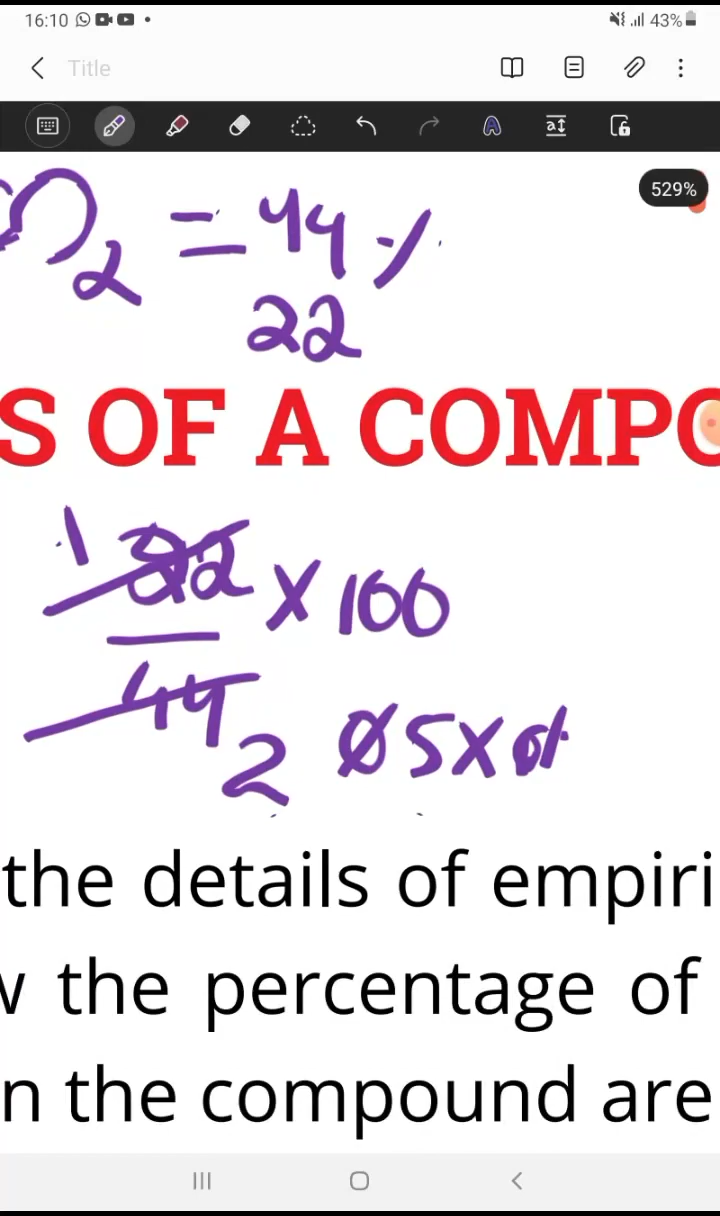 16:10 43%
Title
529%
2 = 44 %
22
S OF A COMPO
1 22 X 100
44 2 05 X
the details of empiri
w the percentage of
n the compound are